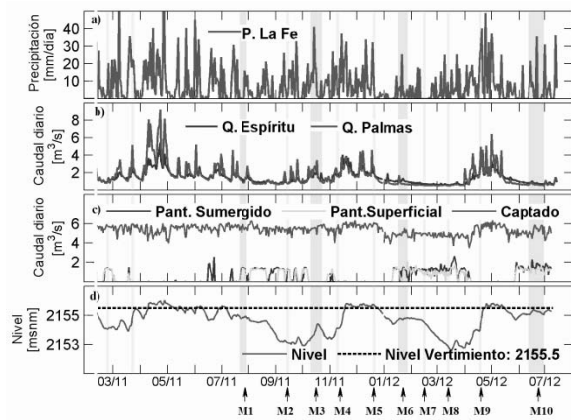 a)
P. La Fe
Precipitación
[mm/dia]
40
30
20
10
b)
Q. Espíritu
Q. Palmas
Caudal diario
[m³/s]
8
6
4
2
c)
Pant. Sumergido
Pant.Superficial
Captado
Caudal diario
[m³/s]
6
4
2
d)
Nivel
[msnm]
2155
2153
Nivel
Nivel Vertimiento: 2155.5
03/11 05/11 07/11 09/11 11/11 01/12 03/12 05/12 07/12
M1 M2 M3 M4 M5 M6 M7 M8 M9 M10